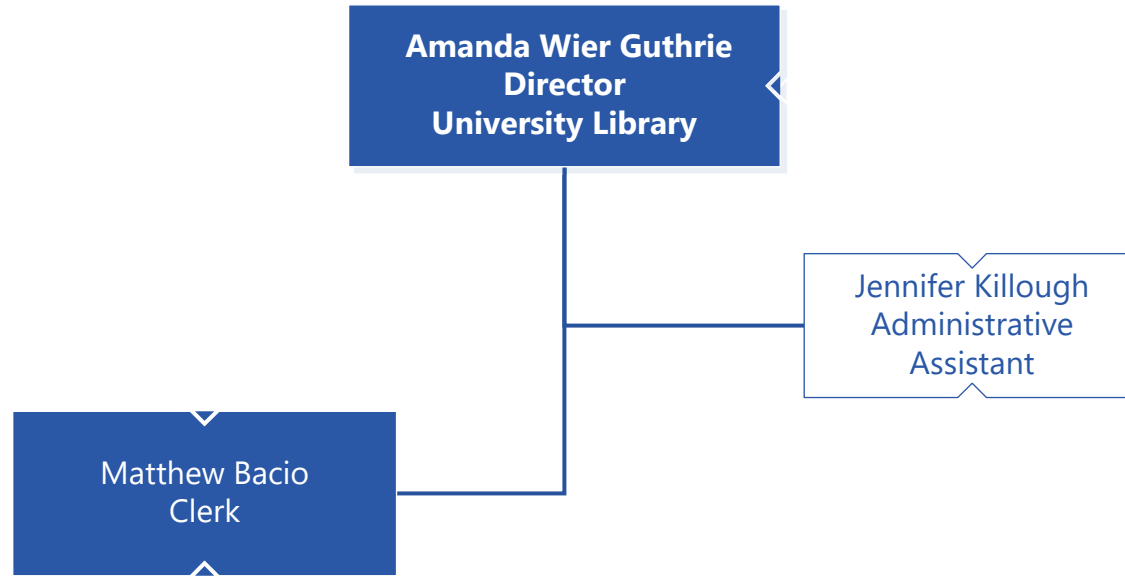 Amanda Wier Guthrie
Director
University Library
Jennifer Killough
Administrative
Assistant
Matthew Bacio
Clerk